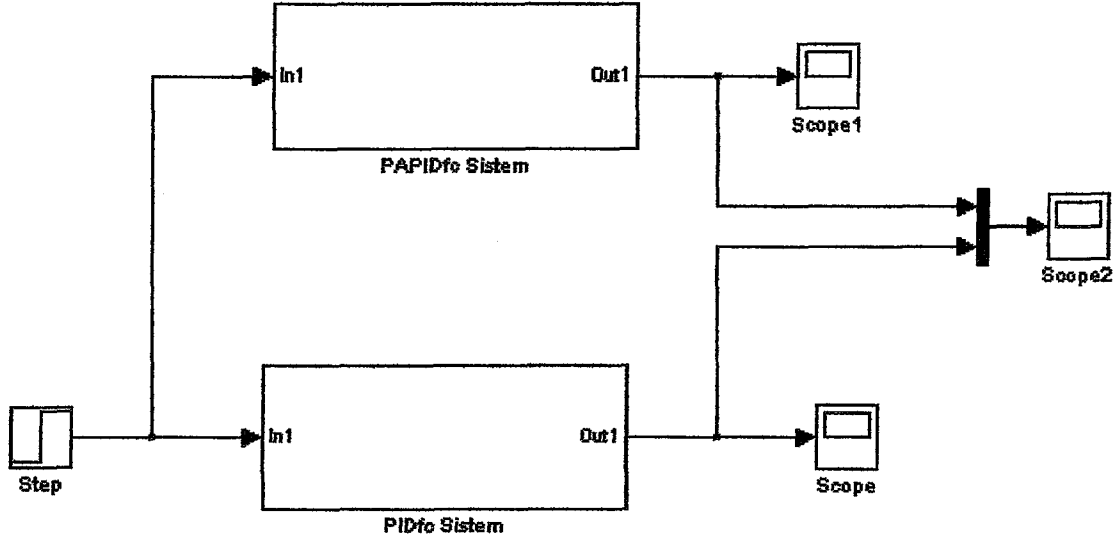 In1
Out1
Scope1
PAPIDfc Sistem
Scope2
In1
Out1
Step
Scope
PIDfc Sistem